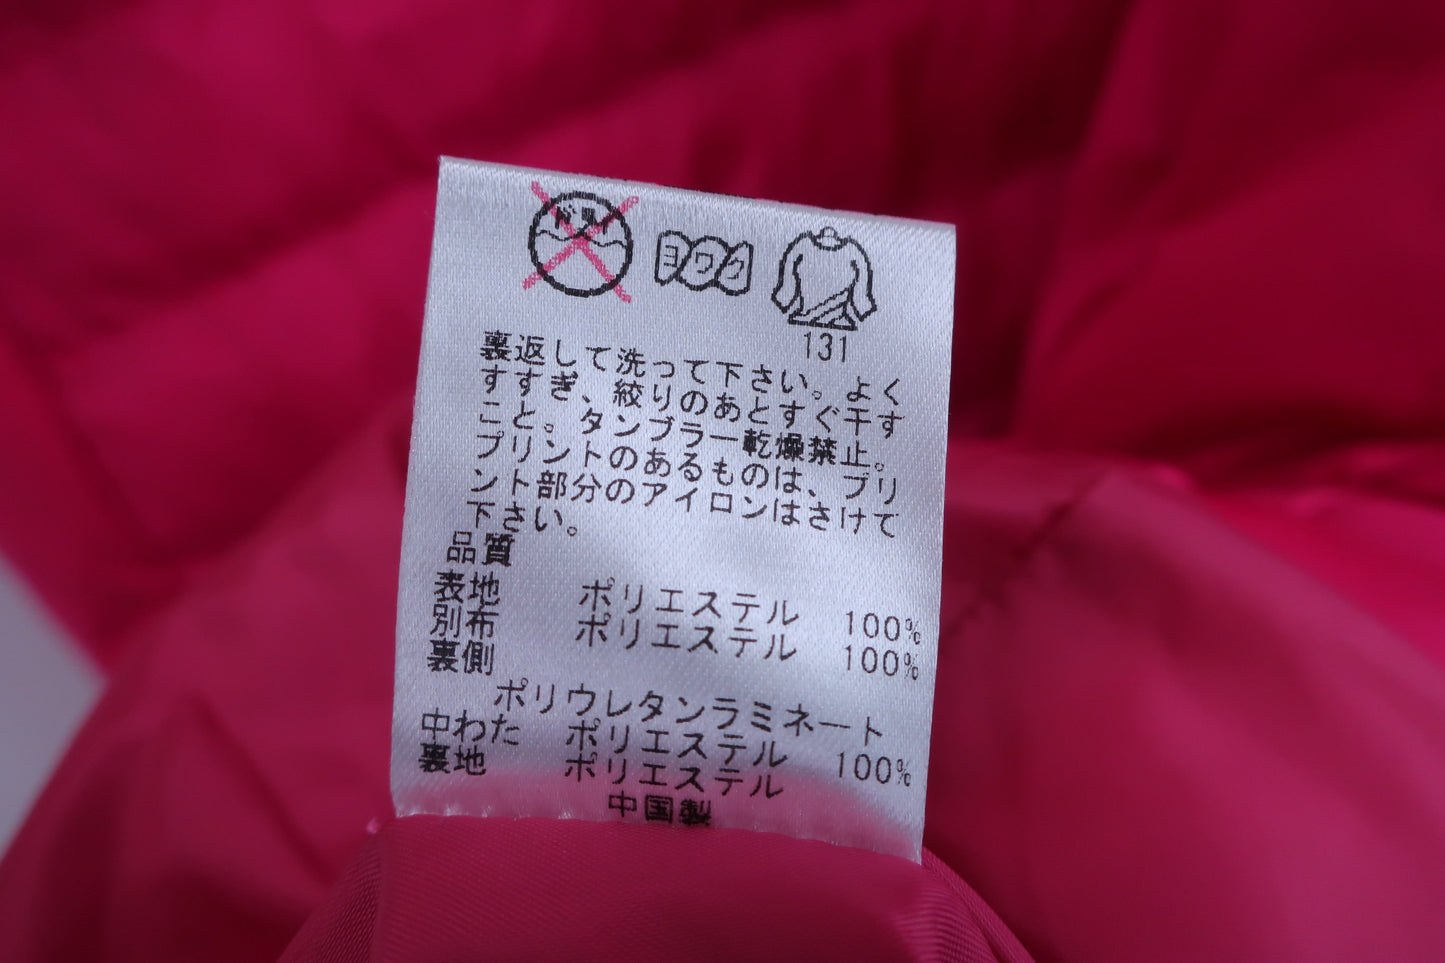 ドライ
ヨワク
131
裏返して洗って下さい。よく
すすぎ、絞りのあとすぐ干す
こと。タンブラー乾燥禁止。
プリントのあるものは、プリ
ント部分のアイロンはさけて
下さい。
品質
表地 ポリエステル 100%
別布 ポリエステル 100%
裏側
ポリウレタンラミネート
中わた ポリエステル 100%
裏地 ポリエステル
中国製